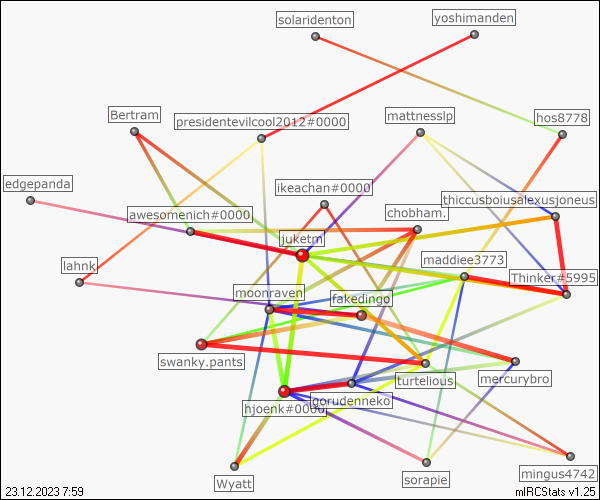 solaridenton
yoshimanden
Bertram
presidentevilcool2012#0000
mattnesslp
hos8778
edgepanda
ikeachan#0000
thiccusboiusalexusjoneus
awesomenich#0000
chobham.
juketm
lahnk
maddiee3773
Thinker#5995
moonraven
fakedingo
swanky.pants
turtelious
mercurybro
hjoenk#0000
gorudenneko
Wyatt
sorapie
mingus4742
23.12.2023 7:59
mIRCStats v1.25